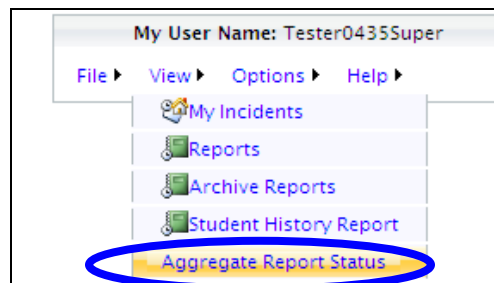 My User Name: Tester0435Super
File View Options Help
My Incidents
Reports
Archive Reports
Student History Report
Aggregate Report Status